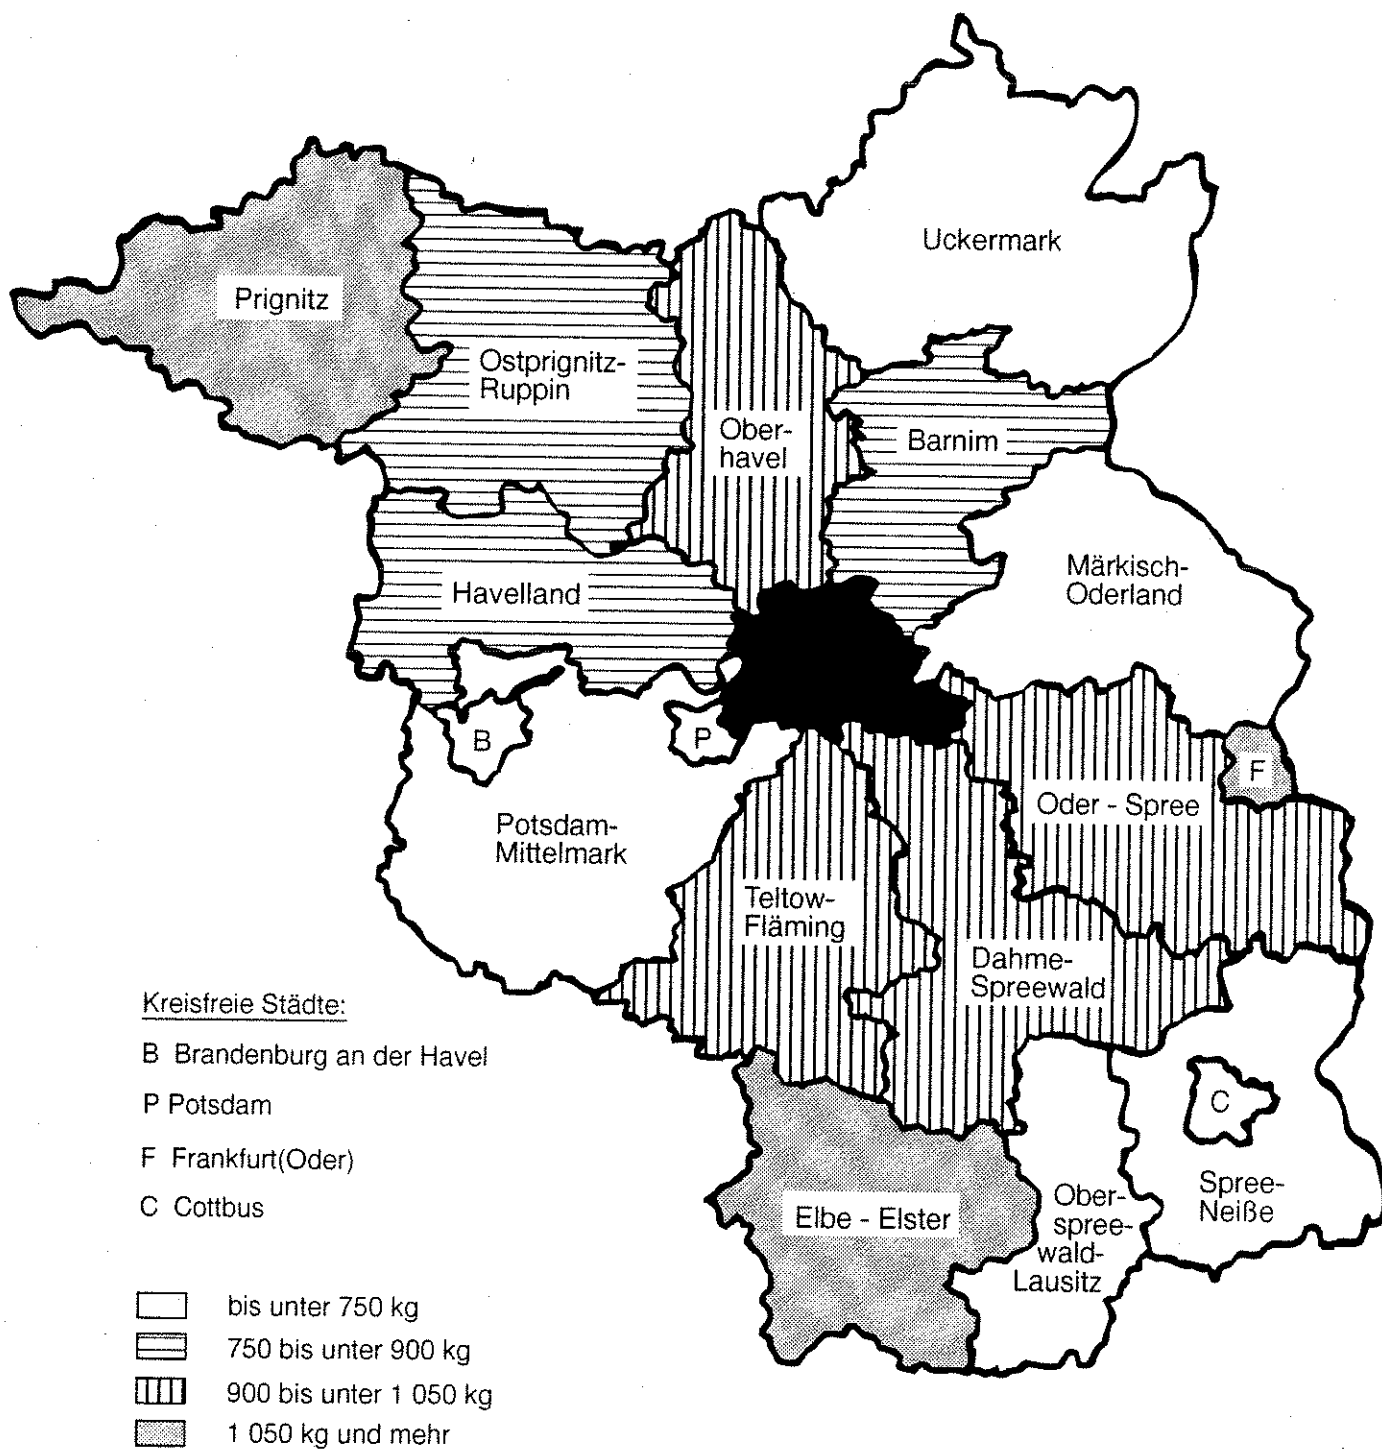 Uckermark
Prignitz
Ostprignitz-
Ruppin
Ober-
havel
Barnim
Märkisch-
Oderland
Havelland
B
P
F
Oder - Spree
Potsdam-
Mittelmark
Teltow-
Fläming
Dahme-
Spreewald
C
Spree-
Neiße
Ober-
spree-
wald-
Lausitz
Elbe - Elster
Kreisfreie Städte:
B Brandenburg an der Havel
P Potsdam
F Frankfurt(Oder)
C Cottbus
bis unter 750 kg
750 bis unter 900 kg
900 bis unter 1 050 kg
1 050 kg und mehr